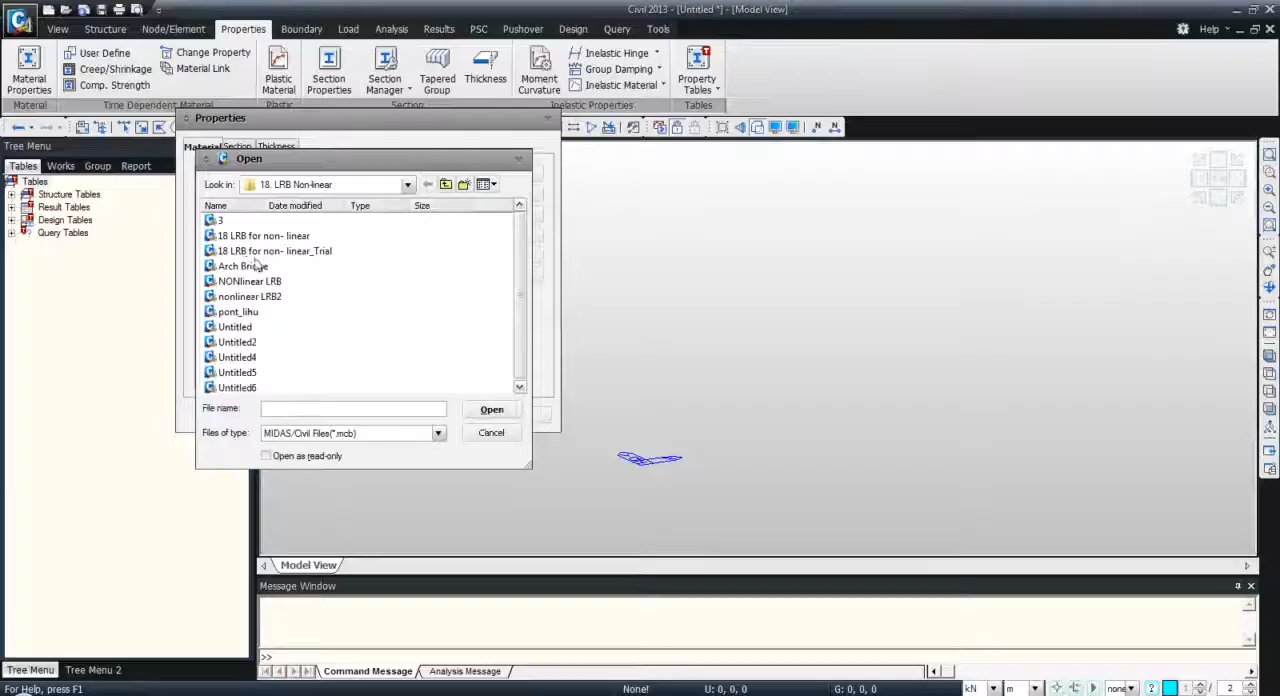 Civil 2013 - [Untitled *] - [Model View]
View Structure Node/Element Properties Boundary Load Analysis Results PSC Pushover Design Query Tools Help
User Define
Creep/Shrinkage
Comp. Strength
Change Property
Material Link
Material Properties
Plastic Material
Section Properties
Section Manager
Tapered Group
Thickness
Moment Curvature
Inelastic Hinge
Group Damping
Inelastic Material
Property Tables
Material Time Dependent Material Plastic Section Inelastic Properties Tables
Properties
Tree Menu
Material Section Thickness
Open
Tables Works Group Report
Tables
Structure Tables
Result Tables
Design Tables
Query Tables
Look in: 18. LRB Non-linear
Name Date modified Type Size
3
18 LRB for non- linear
18 LRB for non- linear_Trial
Arch Bridge
NONlinear LRB
nonlinear LRB2
pont_lihu
Untitled
Untitled2
Untitled4
Untitled5
Untitled6
File name: Open
Files of type: MIDAS/Civil Files(*.mcb) Cancel
Open as read-only
Model View
Message Window
>>
Tree Menu Tree Menu 2
Command Message Analysis Message
For Help, press F1 None! U: 0, 0, 0 G: 0, 0, 0 kN m none ? 1 / 2